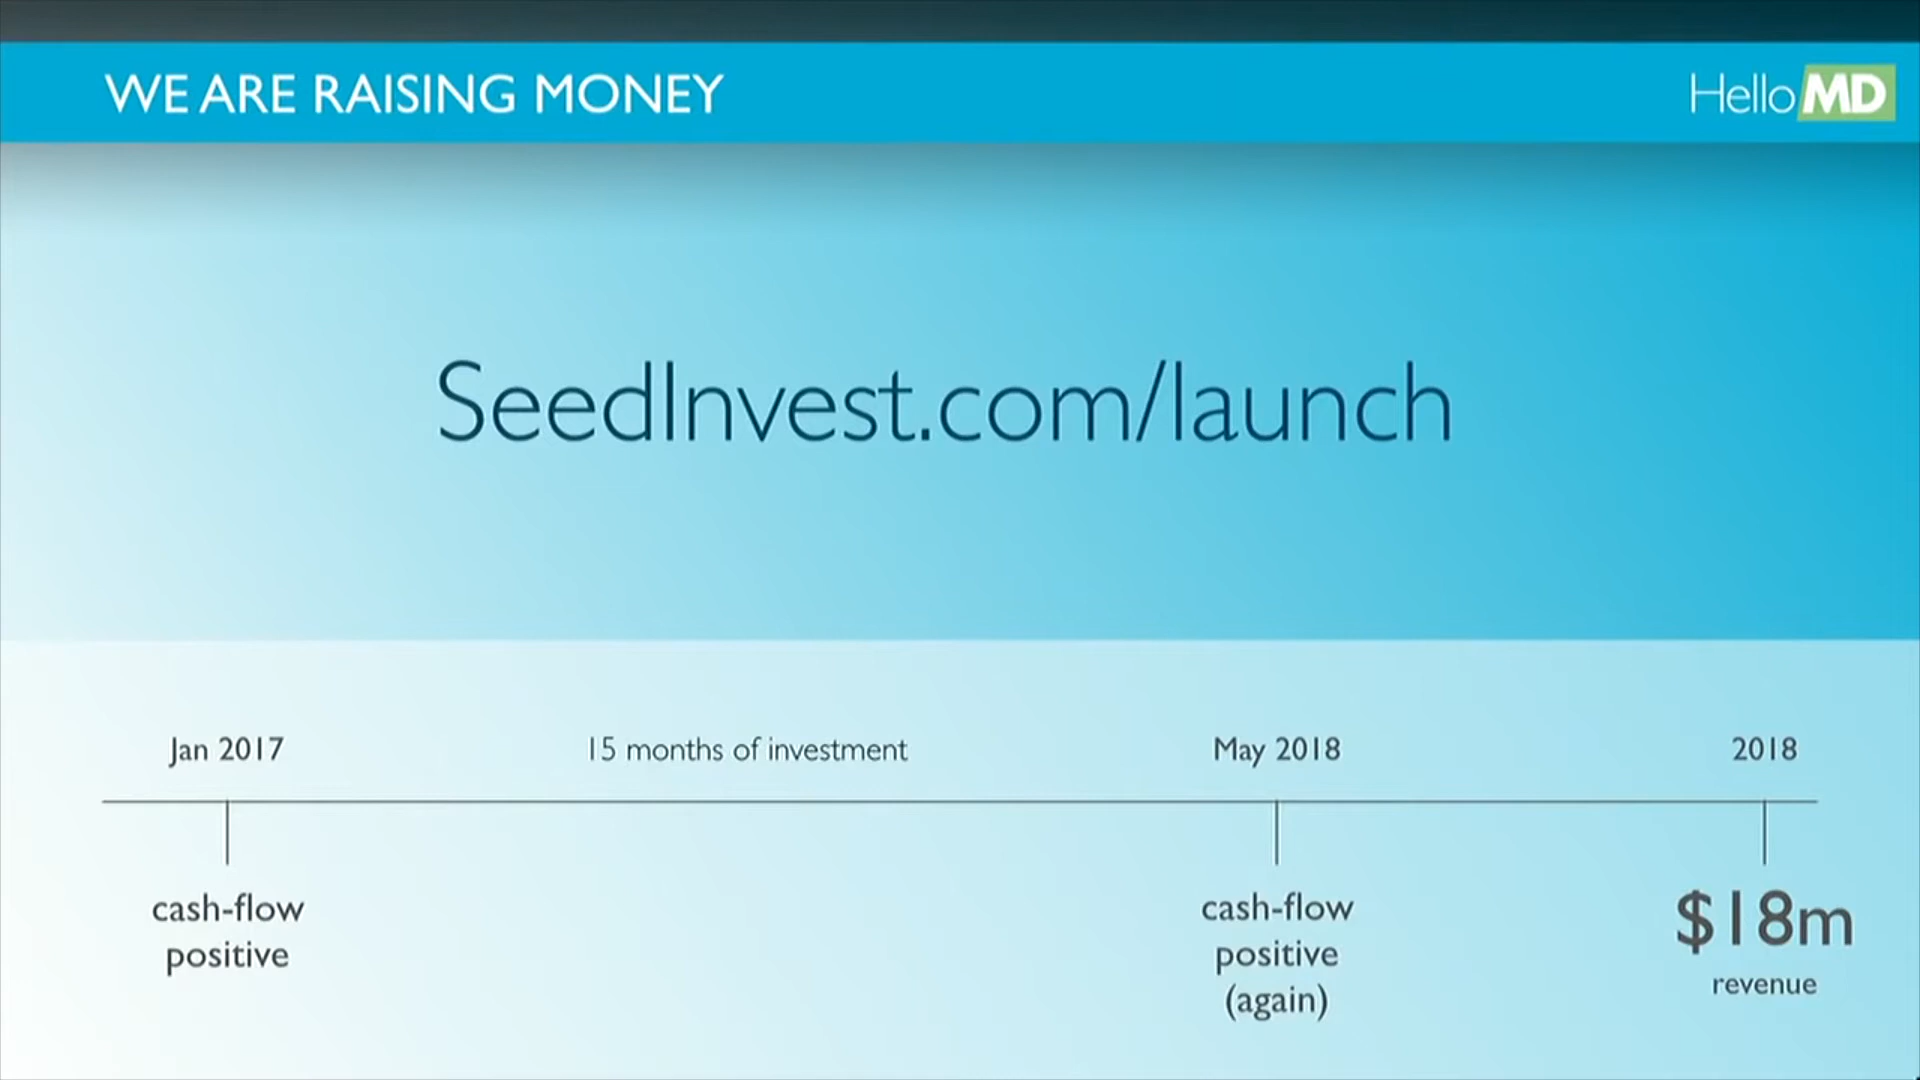 WE ARE RAISING MONEY
HelloMD
SeedInvest.com/launch
Jan 2017
15 months of investment
May 2018
2018
cash-flow
positive
cash-flow
positive
(again)
$18m
revenue